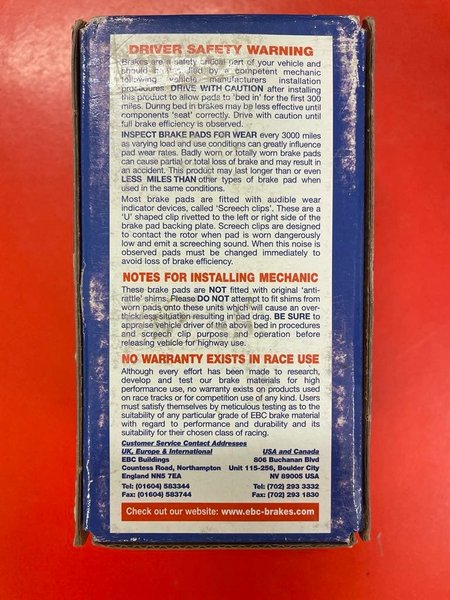 DRIVER SAFETY WARNING
Brakes are a safety critical part of your vehicle and
should be installed by a competent mechanic
following vehicle manufacturers installation
procedures. DRIVE WITH CAUTION after installing
this product to allow pads to 'bed in' for the first 300
miles. During bed in brakes may be less effective until
components 'seat' correctly. Drive with caution until
full brake efficiency is observed.
INSPECT BRAKE PADS FOR WEAR every 3000 miles
as varying load and use conditions can greatly influence
pad wear rates. Badly worn or totally worn brake pads
can cause partial or total loss of brake and may result in
an accident. This product may last longer than or even
LESS MILES THAN other types of brake pad when
used in the same conditions.
Most brake pads are fitted with audible wear
indicator devices, called 'Screech clips'. These are a
'U' shaped clip rivetted to the left or right side of the
brake pad backing plate. Screech clips are designed
to contact the rotor when pad is worn dangerously
low and emit a screeching sound. When this noise is
observed pads must be changed immediately to
avoid loss of brake efficiency.
NOTES FOR INSTALLING MECHANIC
These brake pads are NOT fitted with original 'anti-
rattle' shims. Please DO NOT attempt to fit shims from
worn pads onto these units which will cause an over-
thickness situation resulting in pad drag. BE SURE to
appraise vehicle driver of the above bed in procedures
and screech clip purpose and operation before
releasing vehicle for highway use.
NO WARRANTY EXISTS IN RACE USE
Although every effort has been made to research,
develop and test our brake materials for high
performance use, no warranty exists on products used
on race tracks or for competition use of any kind. Users
must satisfy themselves by meticulous testing as to the
suitability of any particular grade of EBC brake material
with regard to performance and durability and its
suitability for their chosen class of racing.
Customer Service Contact Addresses
UK, Europe & International USA and Canada
EBC Buildings 806 Buchanan Blvd
Countess Road, Northampton Unit 115-256, Boulder City
England NN5 7EA NV 89005 USA
Tel: (01604) 583344 Tel: (702) 293 3332
Fax: (01604) 583744 Fax: (702) 293 1830
Check out our website: www.ebc-brakes.com